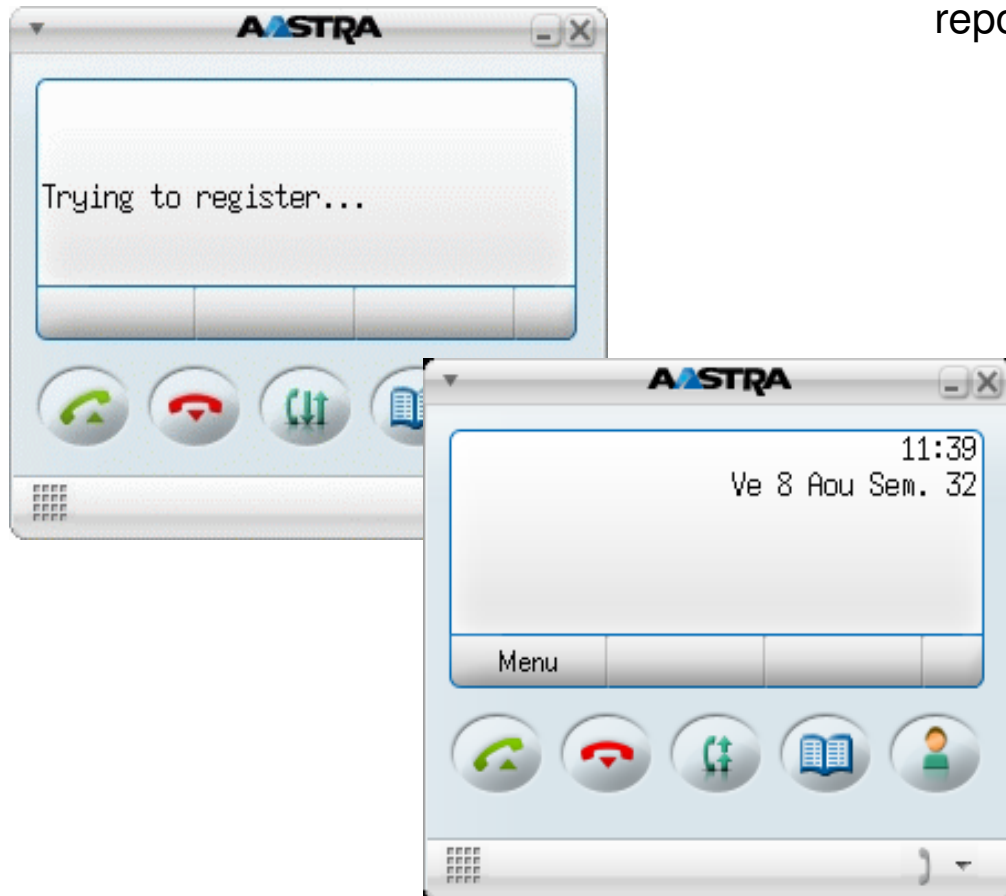 repo
AASTRA
Trying to register...
AASTRA
11:39
Ve 8 Aou Sem. 32
Menu